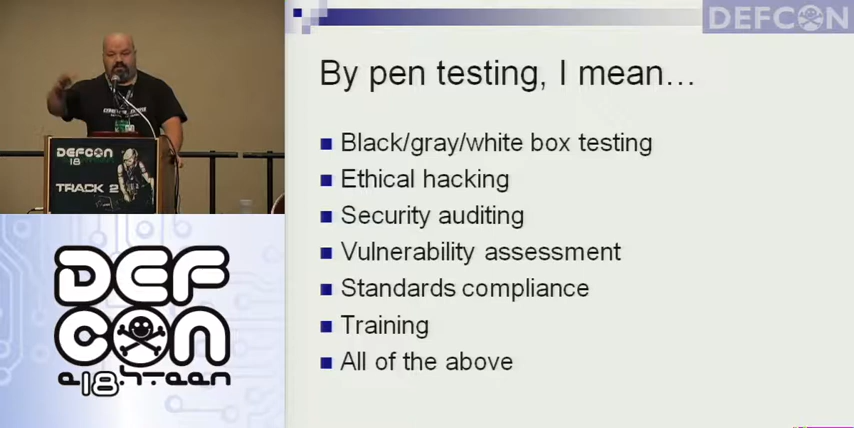 DEFCON
By pen testing, I mean…
Black/gray/white box testing
Ethical hacking
Security auditing
Vulnerability assessment
Standards compliance
Training
All of the above
DEFCON
18
TRACK 2
DEF
CON
e18hteen